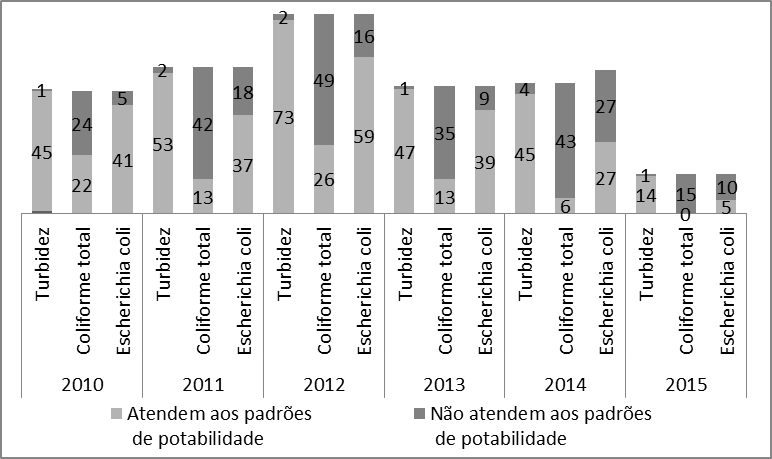 2 2
49 16
73 59
26
2
42 18
53 37
13
1
24 5
45 22 41
1
35 9
47 39
13
4
43 27
45 27
6
1 15 10
14 0 5
Turbidez Coliforme total Escherichia coli Turbidez Coliforme total Escherichia coli Turbidez Coliforme total Escherichia coli Turbidez Coliforme total Escherichia coli Turbidez Coliforme total Escherichia coli Turbidez Coliforme total Escherichia coli
2010 2011 2012 2013 2014 2015
Atendem aos padrões
de potabilidade
Não atendem aos padrões
de potabilidade